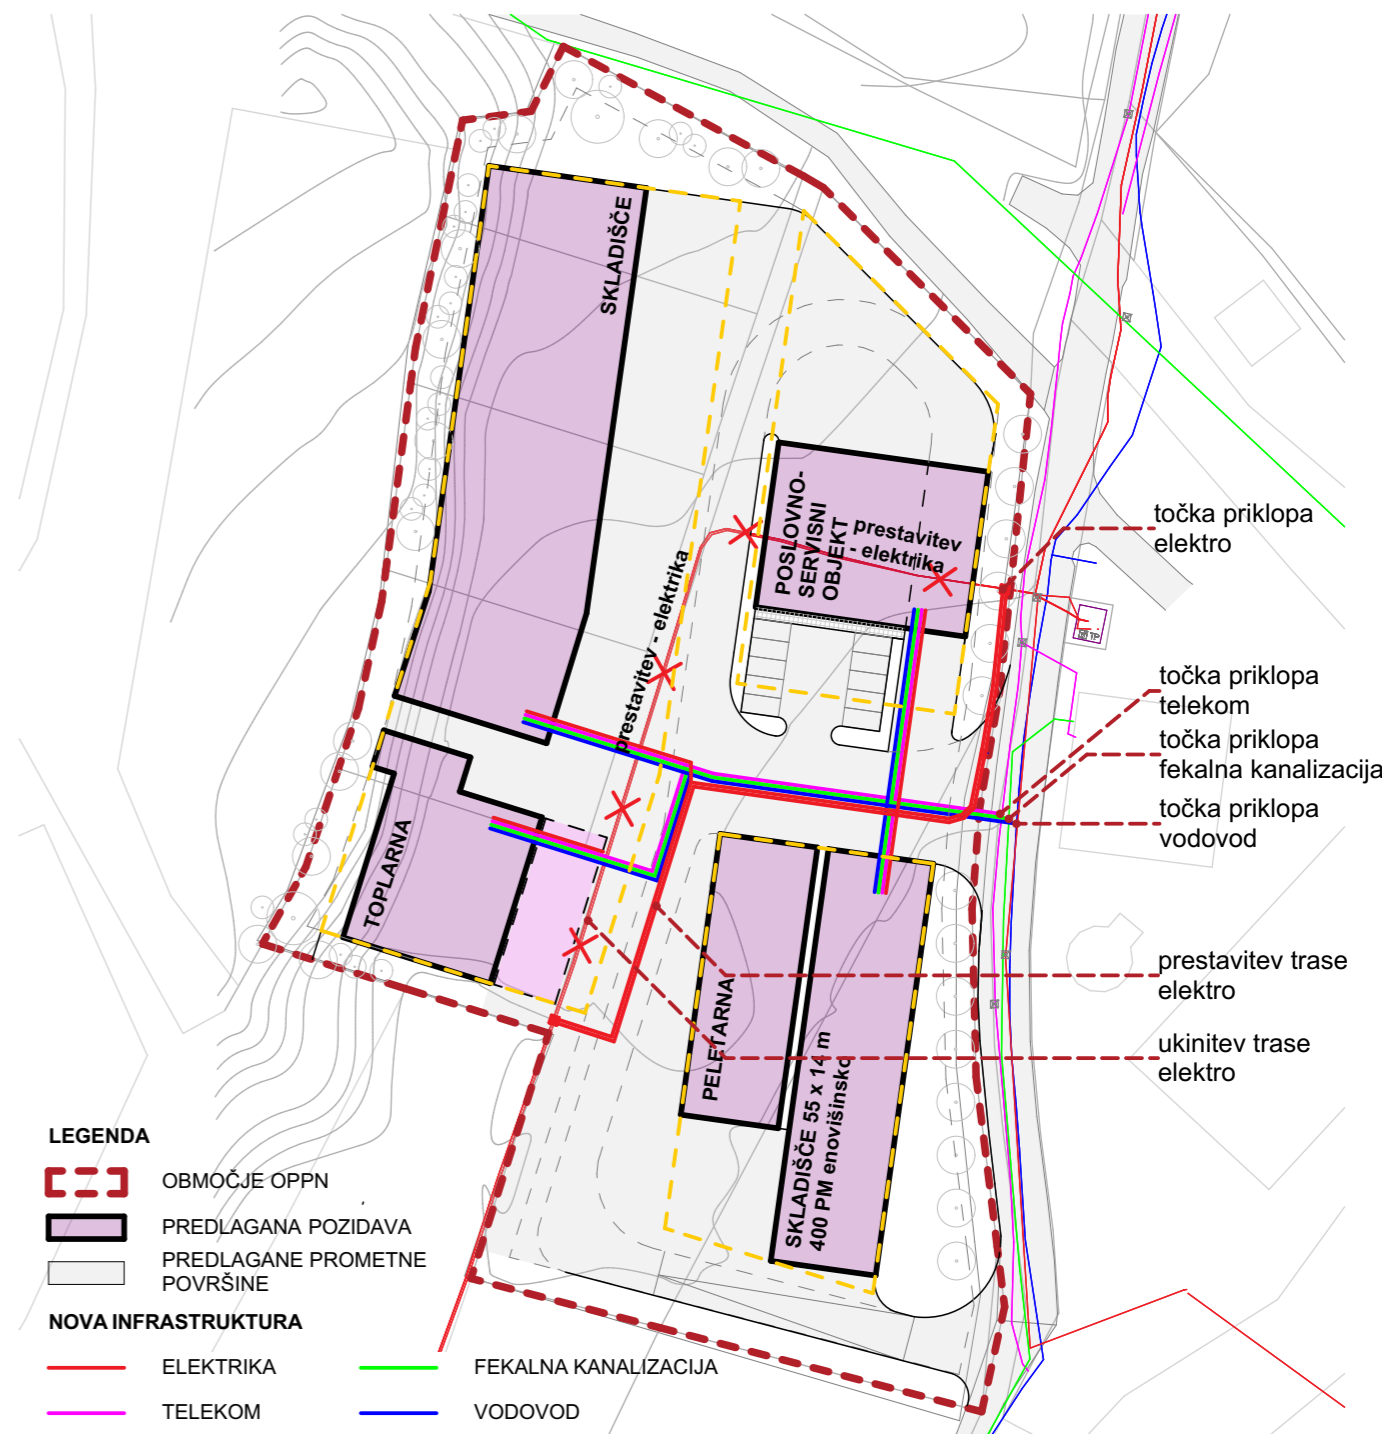 SKLADIŠČE
POSLOVNO-
SERVISNI
OBJEKT
prestavitev
- elektrika
prestavitev - elektrika
točka priklopa
elektro
TP
točka priklopa
telekom
točka priklopa
fekalna kanalizacija
točka priklopa
vodovod
TOPLARNA
PELETARNA
SKLADIŠČE 55 x 14 m
400 PM enovišinsko
prestavitev trase
elektro
ukinitev trase
elektro
LEGENDA
OBMOČJE OPPN
PREDLAGANA POZIDAVA
PREDLAGANE PROMETNE
POVRŠINE
NOVA INFRASTRUKTURA
ELEKTRIKA
FEKALNA KANALIZACIJA
TELEKOM
VODOVOD